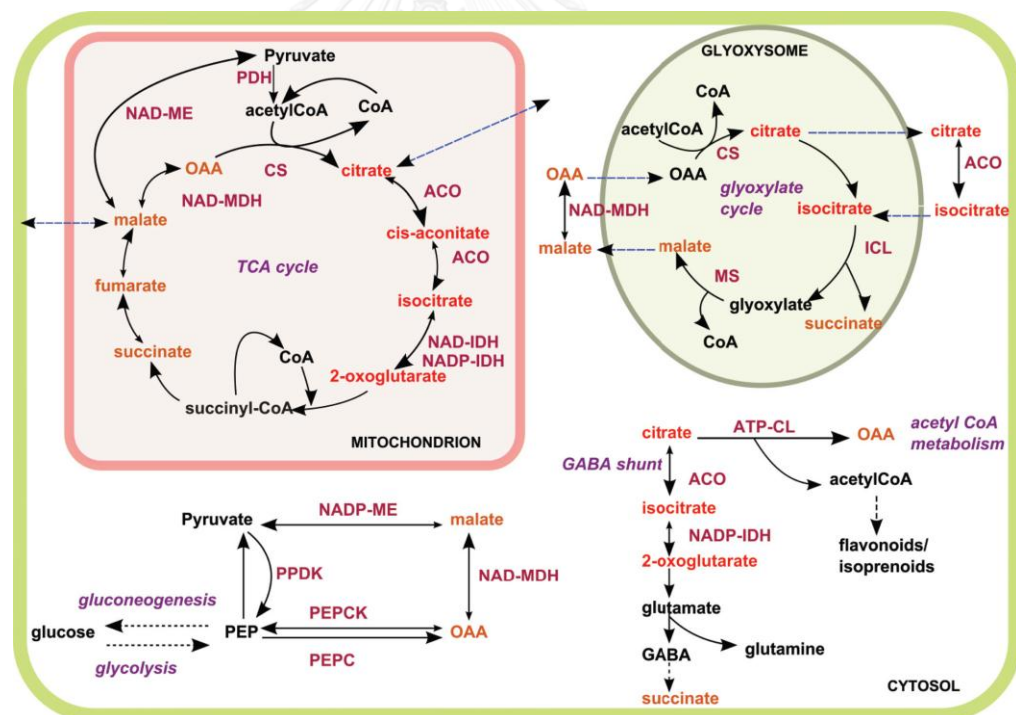 Pyruvate
PDH
acetylCoA
CoA
NAD-ME
OAA
CS
citrate
NAD-MDH
ACO
malate
cis-aconitate
TCA cycle
ACO
fumarate
isocitrate
NAD-IDH
NADP-IDH
succinate
CoA
2-oxoglutarate
succinyl-CoA
MITOCHONDRION
GLYOXYSOME
CoA
acetylCoA
citrate
citrate
CS
ACO
OAA
OAA
glyoxylate
cycle
NAD-MDH
isocitrate
isocitrate
malate
malate
ICL
MS
glyoxylate
succinate
CoA
citrate
ATP-CL
OAA
acetyl CoA
metabolism
GABA shunt
ACO
acetylCoA
isocitrate
NADP-IDH
flavonoids/
isoprenoids
2-oxoglutarate
glutamate
GABA
glutamine
succinate
CYTOSOL
Pyruvate
NADP-ME
malate
PPDK
NAD-MDH
gluconeogenesis
PEPCK
glucose
PEP
OAA
glycolysis
PEPC